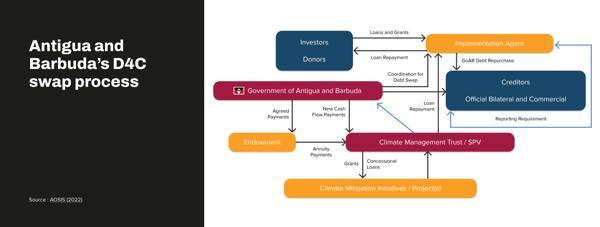 Antigua and
Barbuda's D4C
swap process
Source : AOSIS (2022)
Investors
Donors
Loans and Grants
Loan Repayment
Implementation Agent
Coordination for
Debt Swap
GoAB Debt Repurchase
Government of Antigua and Barbuda
Creditors
Official Bilateral and Commercial
Agreed
Payments
New Cash
Flow Payments
Loan
Repayment
Reporting Requirement
Endowment
Annuity
Payments
Climate Management Trust / SPV
Grants
Concessional
Loans
Climate Mitigation Initiatives / Project(s)